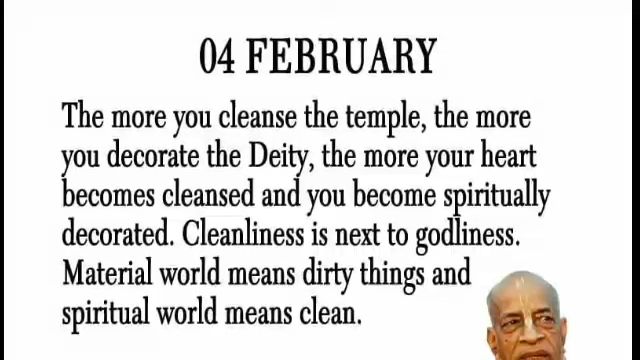 04 FEBRUARY
The more you cleanse the temple, the more
you decorate the Deity, the more your heart
becomes cleansed and you become spiritually
decorated. Cleanliness is next to godliness.
Material world means dirty things and
spiritual world means clean.